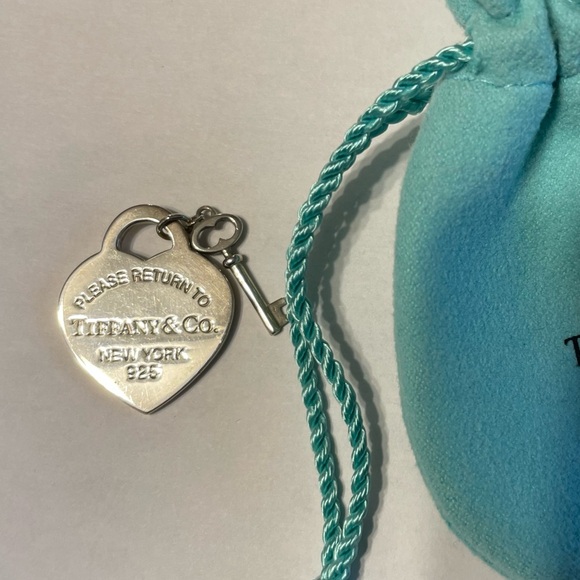 PLEASE RETURN TO
TIFFANY & CO.
NEW YORK
925
T